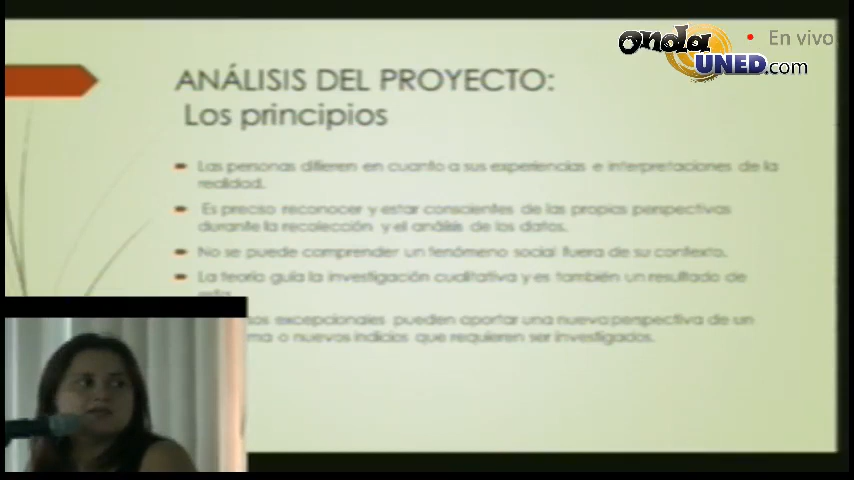 onda
UNED.com
En vivo
ANÁLISIS DEL PROYECTO:
Los principios
Las personas difieren en cuanto a sus experiencias e interpretaciones de la
realidad.
Es preciso reconocer y estar conscientes de las propias perspectivas
durante la recolección y el análisis de los datos.
No se puede comprender un fenómeno social fuera de su contexto.
La teoría guía la investigación cualitativa y es también un resultado de
excepcionales pueden aportar una nueva perspectiva de un
o nuevos indicios que requieren ser investigados.